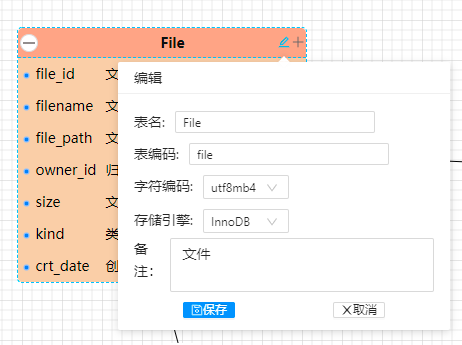 File
file_id 文
filename 文
file_path 文
owner_id 归
size 文
kind 类
crt_date 创
编辑
表名: File
表编码: file
字符编码: utf8mb4
存储引擎: InnoDB
备注: 文件
保存 取消